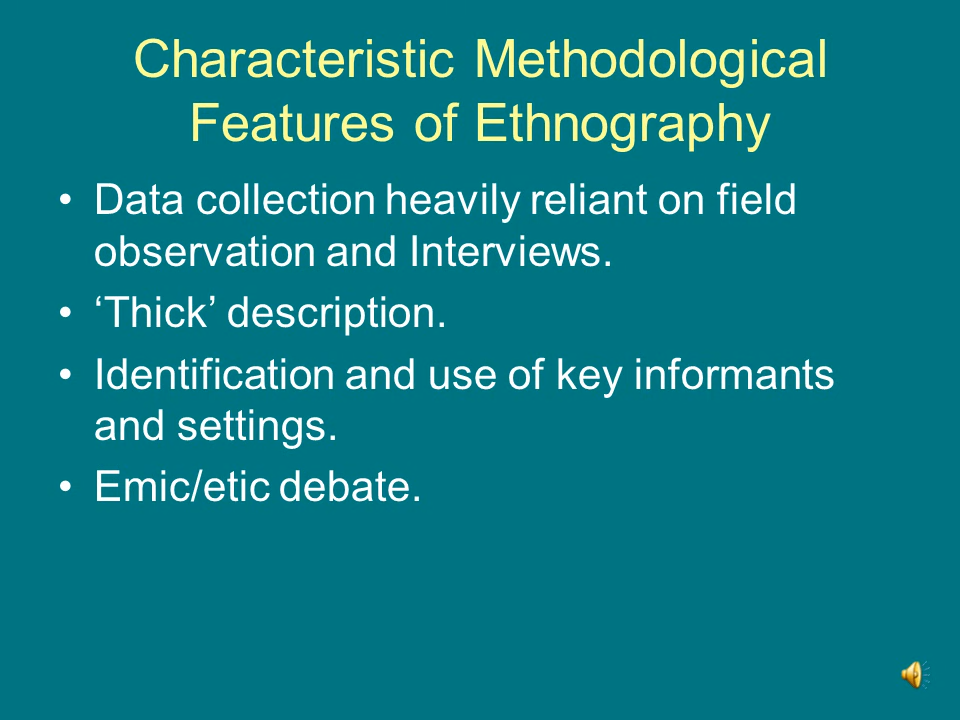 Characteristic Methodological
Features of Ethnography
• Data collection heavily reliant on field
observation and Interviews.
• ‘Thick’ description.
• Identification and use of key informants
and settings.
• Emic/etic debate.